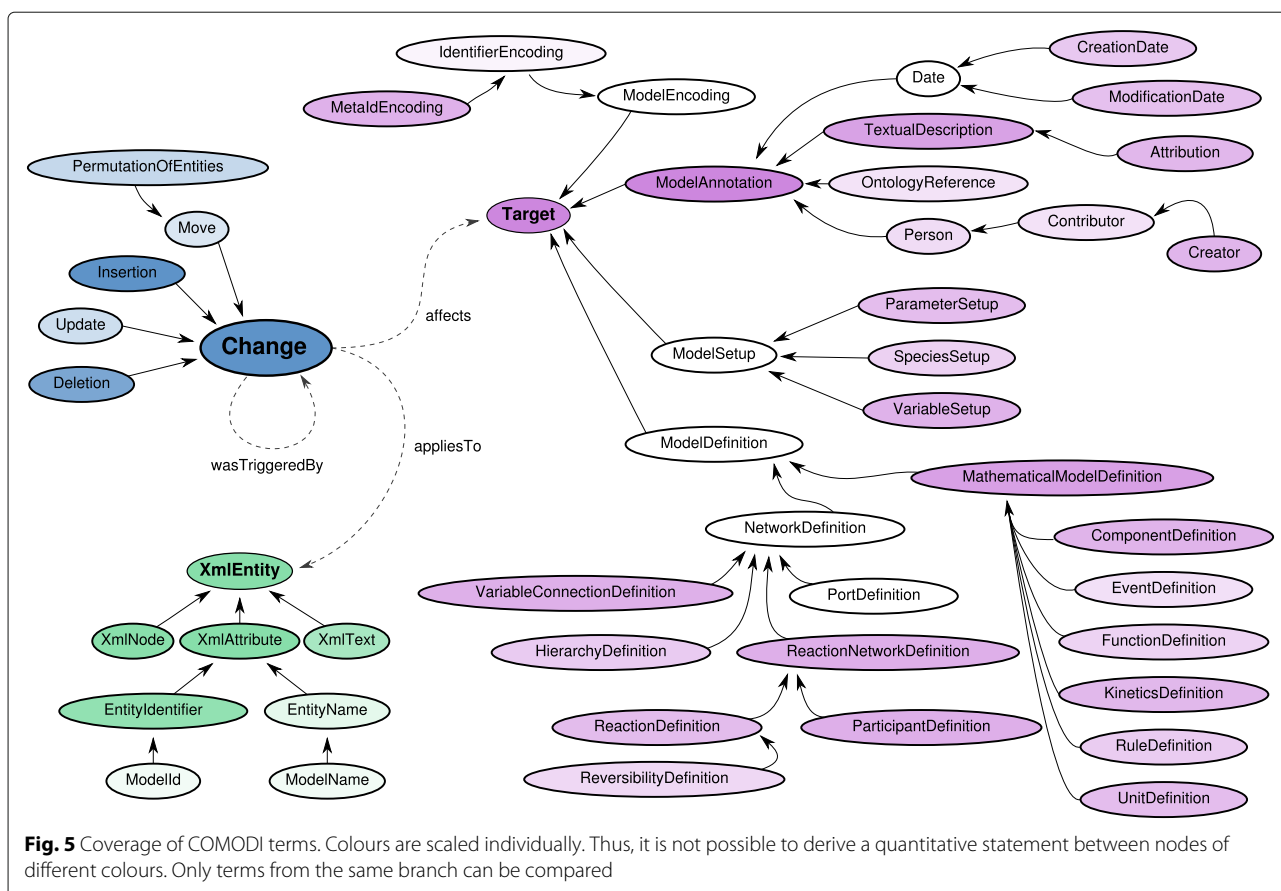 IdentifierEncoding
MetaIdEncoding
ModelEncoding
Date
CreationDate
ModificationDate
TextualDescription
Attribution
PermutationOfEntities
ModelAnnotation
OntologyReference
Target
Move
Person
Contributor
Creator
Insertion
Update
Change
Deletion
affects
wasTriggeredBy
appliesTo
ParameterSetup
ModelSetup
SpeciesSetup
VariableSetup
ModelDefinition
MathematicalModelDefinition
NetworkDefinition
ComponentDefinition
VariableConnectionDefinition
PortDefinition
EventDefinition
HierarchyDefinition
ReactionNetworkDefinition
FunctionDefinition
KineticsDefinition
ReactionDefinition
ParticipantDefinition
RuleDefinition
ReversibilityDefinition
UnitDefinition
XmlEntity
XmlNode
XmlAttribute
XmlText
EntityIdentifier
EntityName
ModelId
ModelName
Fig. 5 Coverage of COMODI terms. Colours are scaled individually. Thus, it is not possible to derive a quantitative statement between nodes of
different colours. Only terms from the same branch can be compared